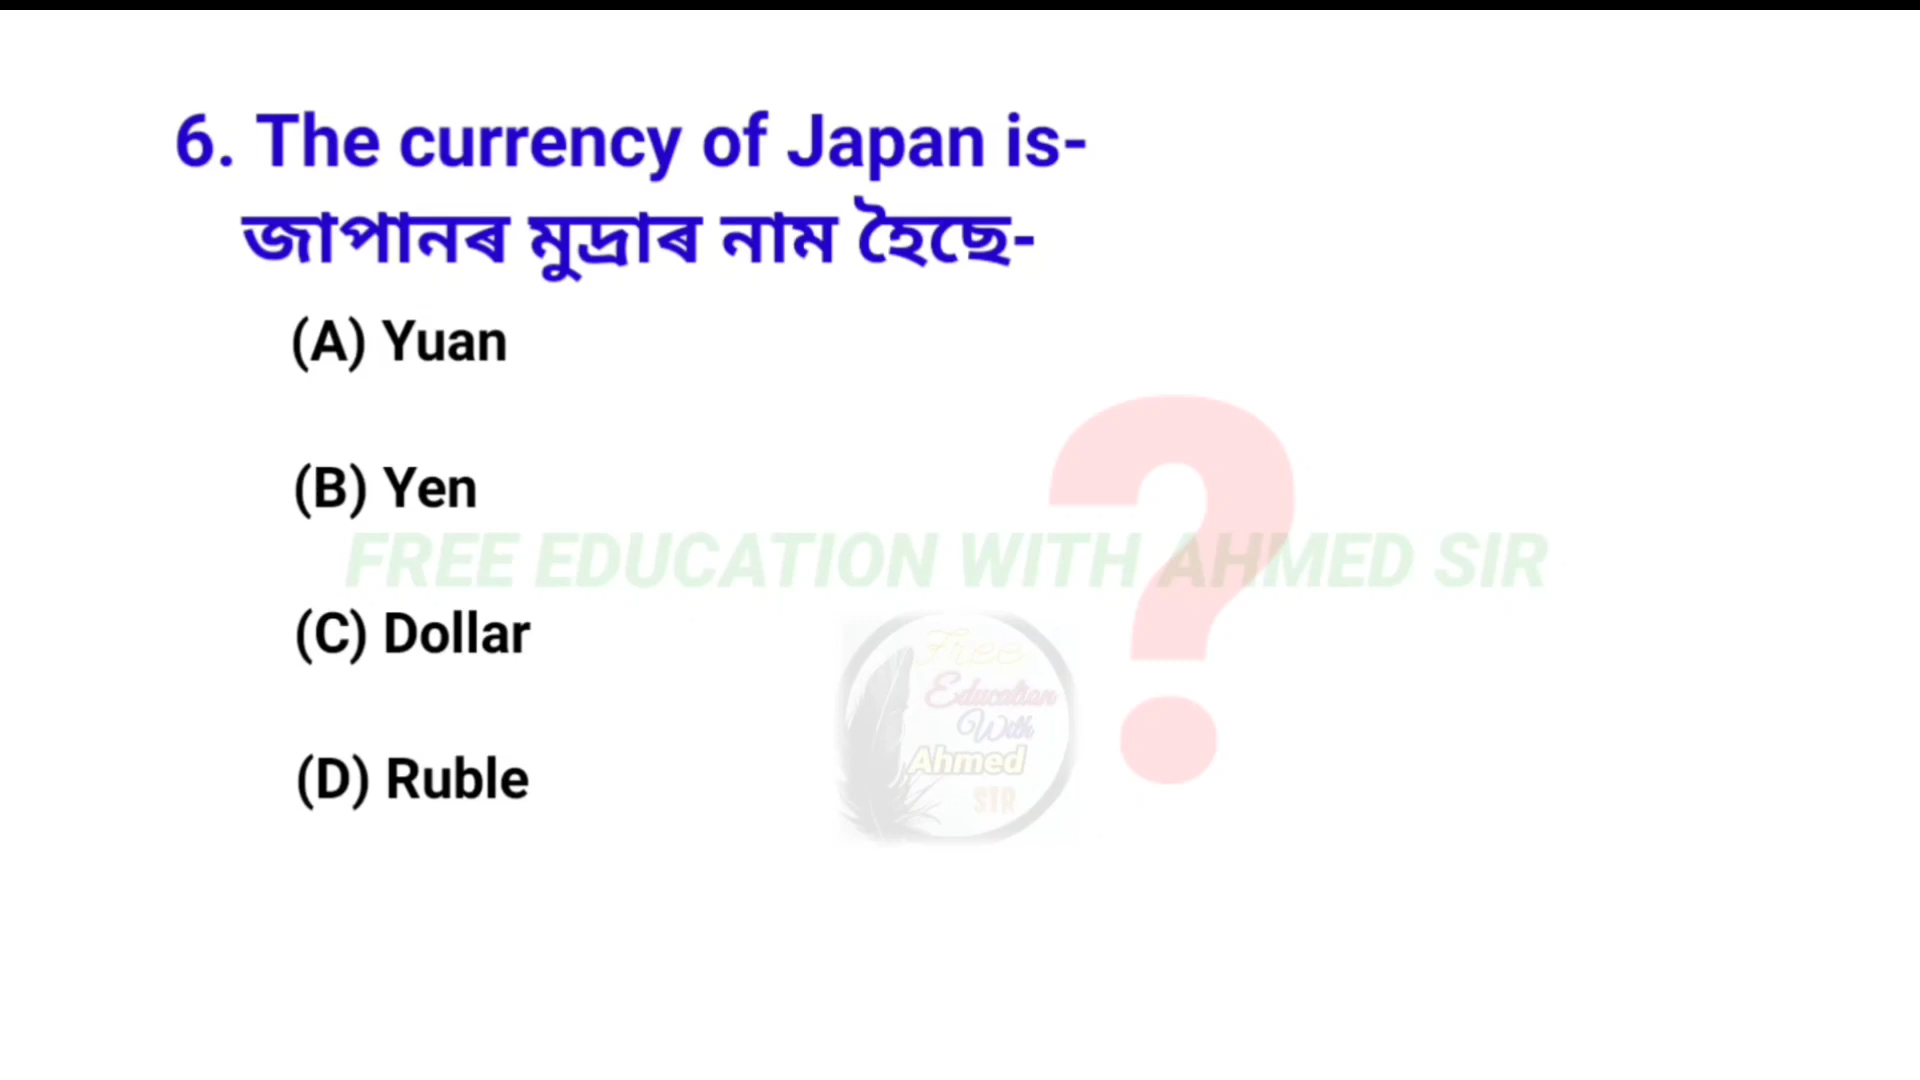 6. The currency of Japan is-
জাপানৰ মুদ্ৰাৰ নাম হৈছে-
(A) Yuan
(B) Yen
FREE EDUCATION WITH AHMED SIR
(C) Dollar
Free
Education
With
Ahmed
SIR
(D) Ruble
?